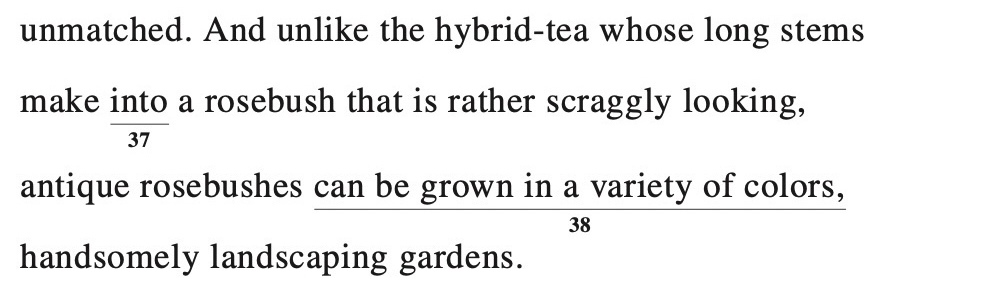 unmatched. And unlike the hybrid-tea whose long stems
make into a rosebush that is rather scraggly looking,
37
antique rosebushes can be grown in a variety of colors,
38
handsomely landscaping gardens.